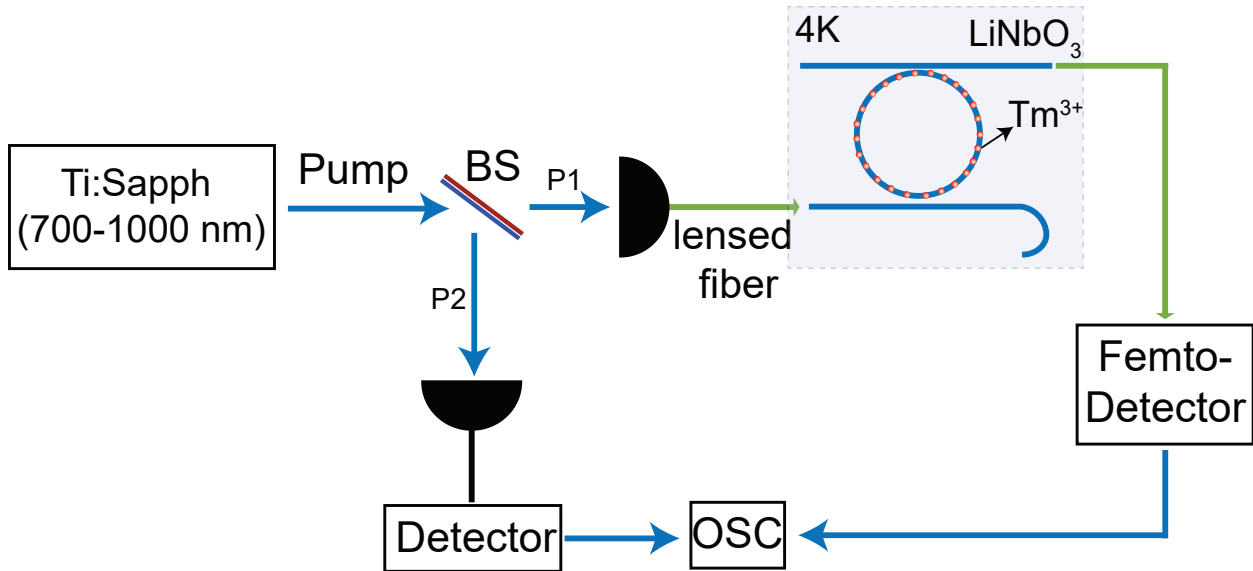 4K
LiNbO₃
Tm³⁺
Ti:Sapph
(700-1000 nm)
Pump
BS
P1
lensed
fiber
P2
Femto-
Detector
Detector
OSC